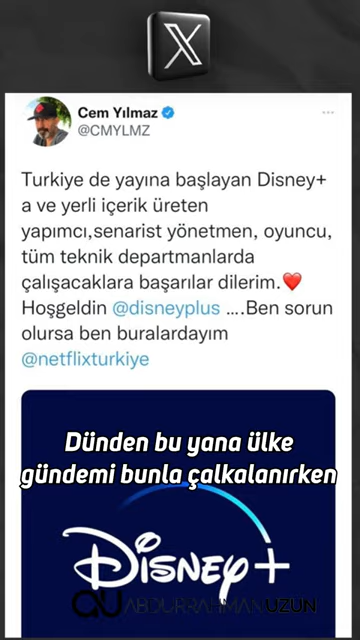 X
Cem Yılmaz
@CMYLMZ
Turkiye de yayına başlayan Disney+
a ve yerli içerik üreten
yapımcı,senarist yönetmen, oyuncu,
tüm teknik departmanlarda
çalışacaklara başarılar dilerim.❤️
Hoşgeldin @disneyplus ….Ben sorun
olursa ben buralardayım
@netflixturkiye
Dünden bu yana ülke
gündemi bunla çalkalanırken
Disney+
ABDURRAHMANUZUN